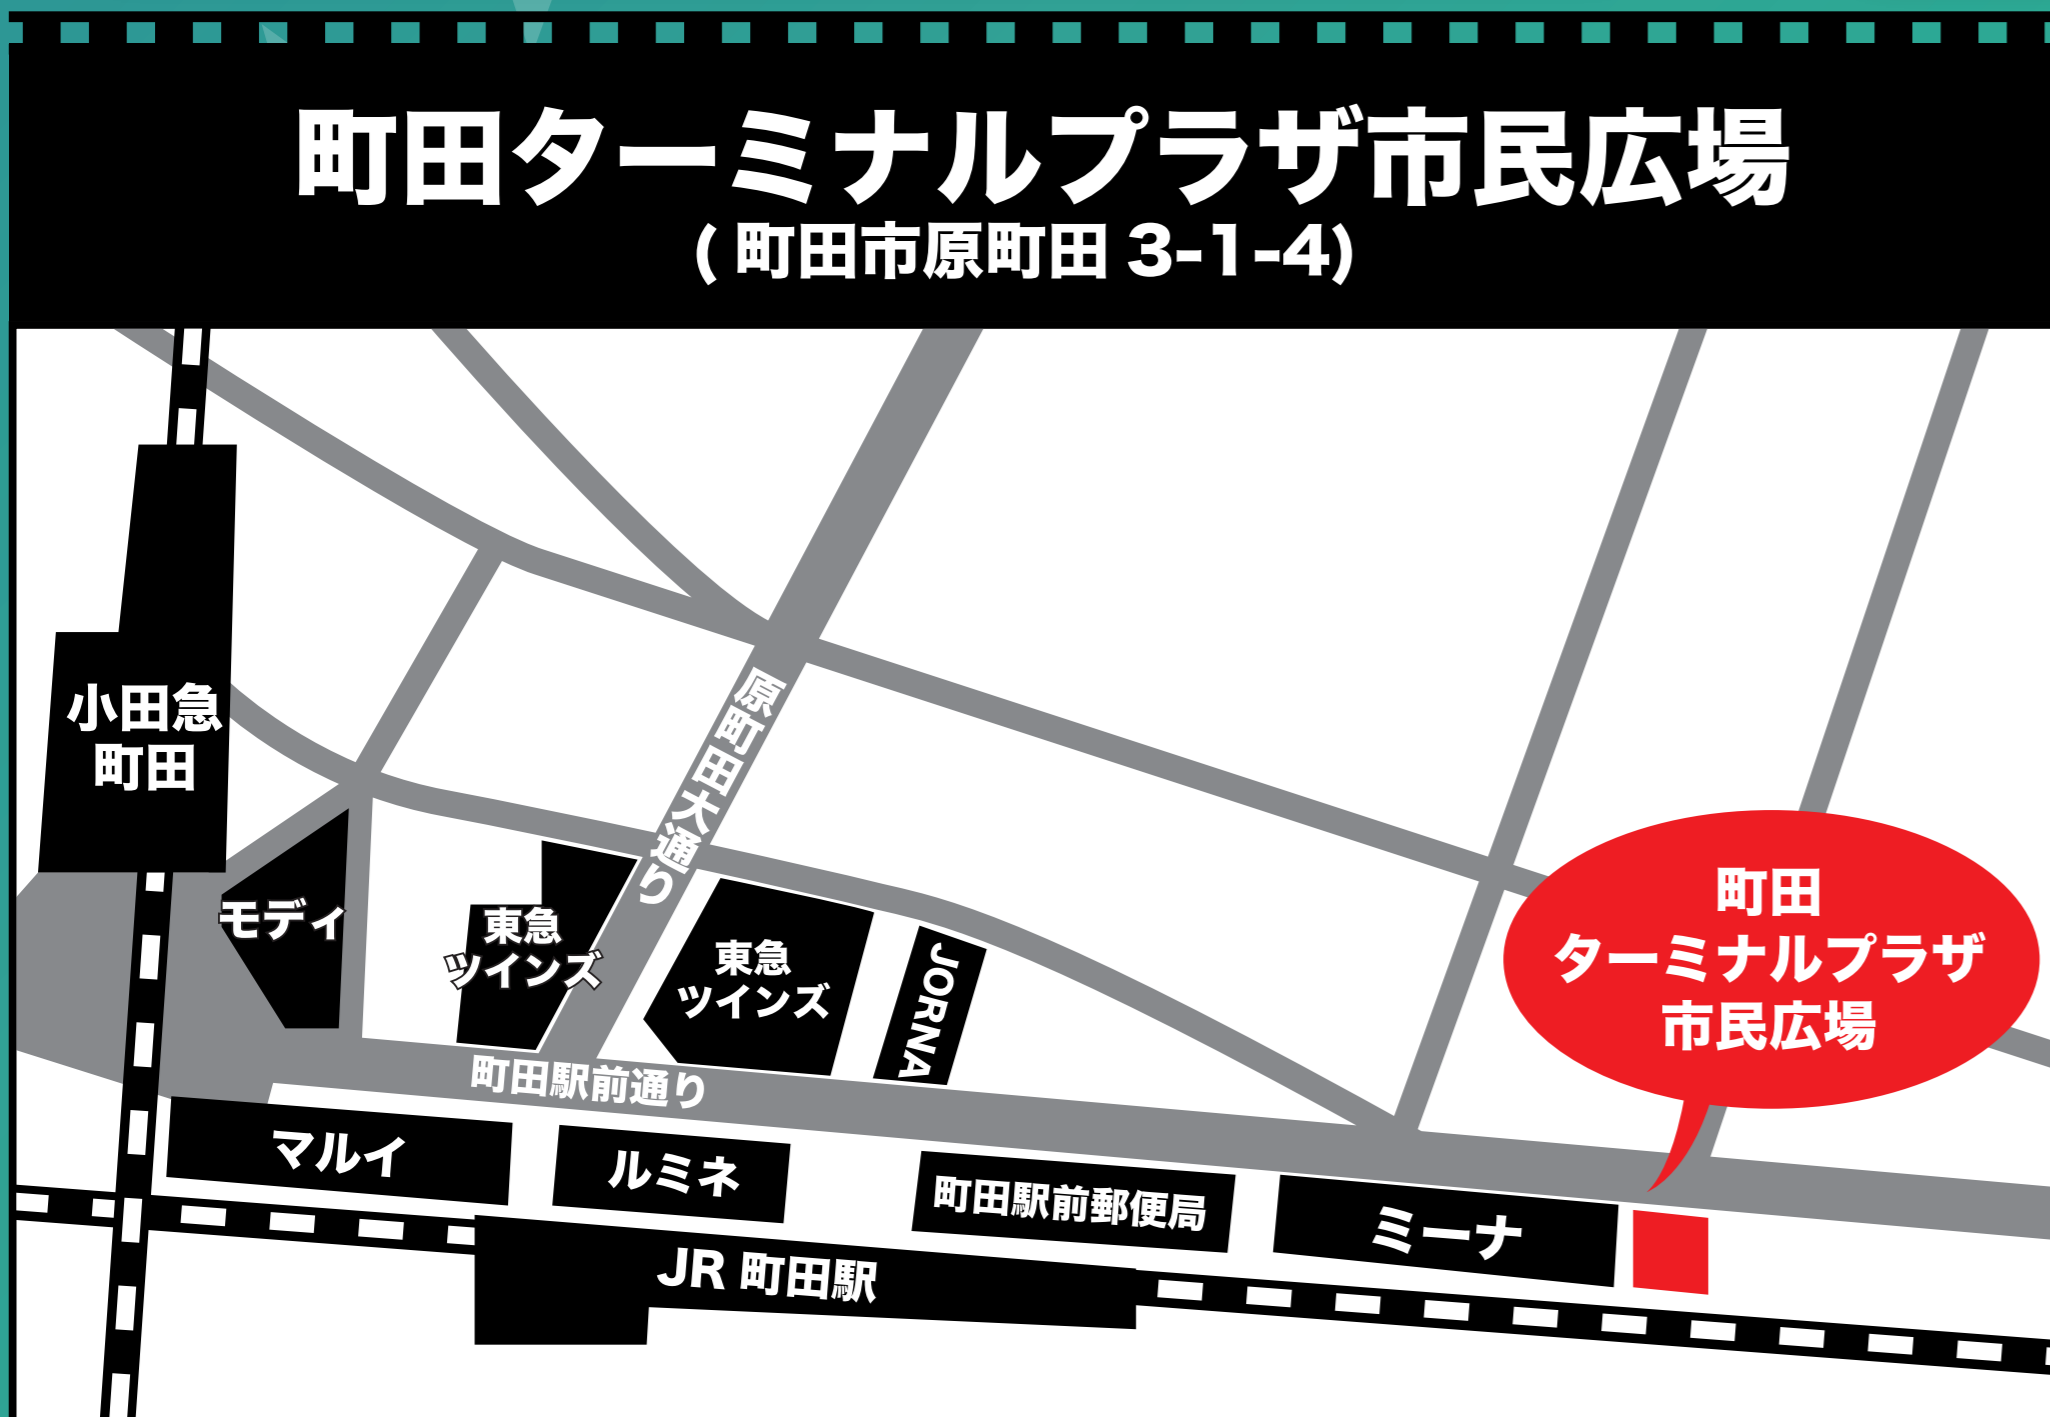 町田ターミナルプラザ市民広場
( 町田市原町田 3-1-4)
小田急
町田
原町田大通り
モディ
東急
ツインズ
東急
ツインズ
JORNA
町田
ターミナルプラザ
市民広場
町田駅前通り
マルイ
ルミネ
町田駅前郵便局
ミーナ
JR 町田駅